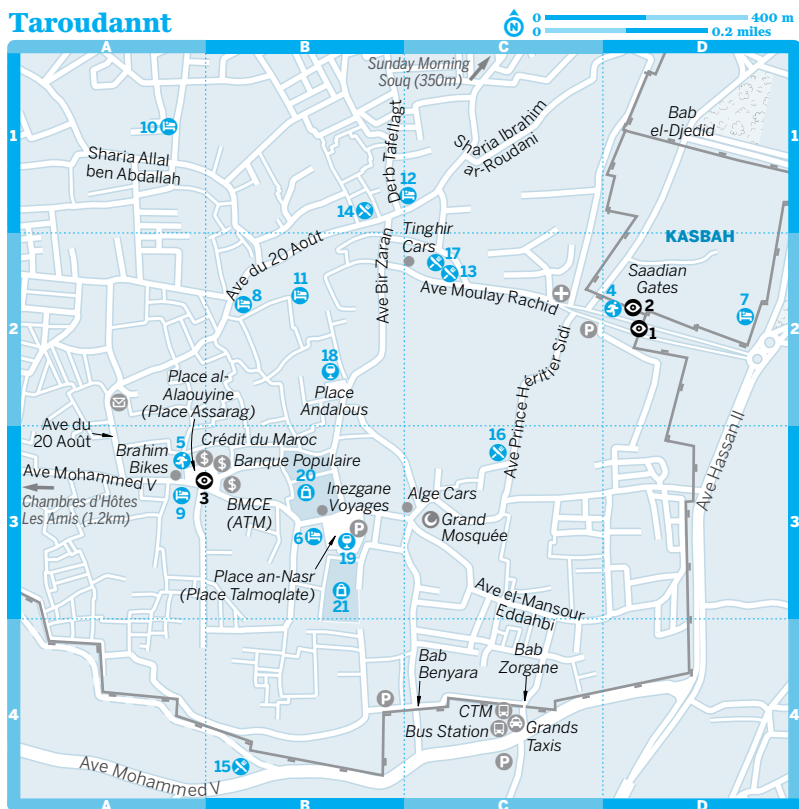 Taroudannt
N
0 400 m
0 0.2 miles
A B C D
Sunday Morning
Souq (350m)
1
1
10
Sharia Allal
ben Abdallah
Derb Tafellagt
Sharia Ibrahim
ar-Roudani
Bab
el-Djedid
12
14
Tinghir
Cars
17
13
KASBAH
Ave du 20 Août
Ave Bir Zaran
Ave Moulay Rachid
Saadian
Gates
8
11
4
2
7
1
2
2
P
18
Place
Andalous
Ave Prince Héritier Sidi
Place al-
Alaouyine
(Place Assarag)
Ave du
20 Août
5
Crédit du Maroc
$
$
Banque Populaire
Brahim
Bikes
16
Ave Hassan II
Ave Mohammed V
20
3
$
BMCE
(ATM)
Inezgane
Voyages
Alge Cars
Grand
Mosquée
Chambres d'Hôtes
Les Amis (1.2km)
9
3
3
6
P
19
Place an-Nasr
(Place Talmoqlate)
21
Ave el-Mansour
Eddahbi
Bab
Benyara
Bab
Zorgane
P
4
4
CTM
Bus Station
Grands
Taxis
P
Ave Mohammed V
15
A B C D